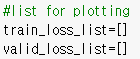 #list for plotting
train_loss_list=[]
valid_loss_list=[]